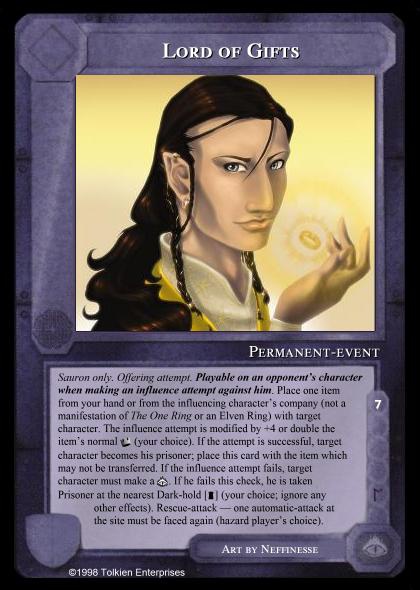 LORD OF GIFTS
PERMANENT-EVENT
Sauron only. Offering attempt. Playable on an opponent's character
when making an influence attempt against him. Place one item
from your hand or from the influencing character's company (not a
manifestation of The One Ring or an Elven Ring) with target
character. The influence attempt is modified by +4 or double the
item's normal (your choice). If the attempt is successful, target
character becomes his prisoner; place this card with the item which
may not be transferred. If the influence attempt fails, target
character must make a . If he fails this check, he is taken
Prisoner at the nearest Dark-hold [ ] (your choice; ignore any
other effects). Rescue-attack — one automatic-attack at
the site must be faced again (hazard player's choice).
7
ART BY NEFFINESSE
©1998 Tolkien Enterprises